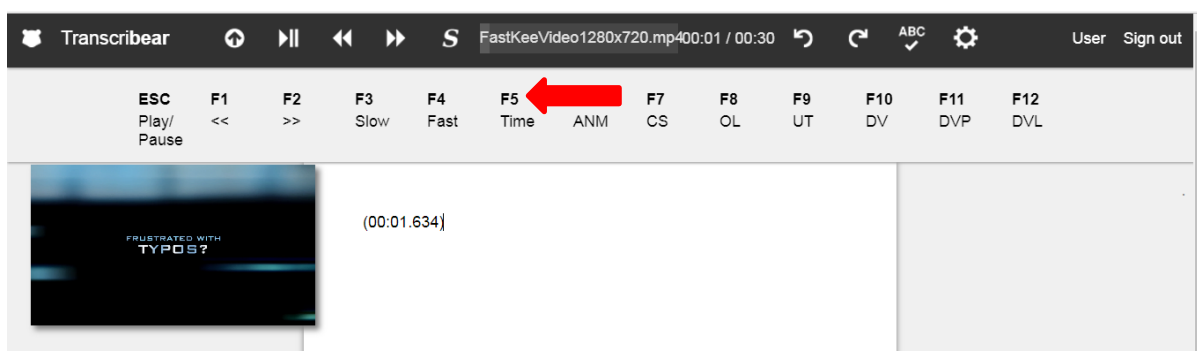 Transcribear S FastKeeVideo1280x720.mp4 00:01 / 00:30 ABC User Sign out
ESC F1 F2 F3 F4 F5 F7 F8 F9 F10 F11 F12
Play/ << >> Slow Fast Time ANM CS OL UT DV DVP DVL
Pause
(00:01.634)
FRUSTRATED WITH
TYPOS?